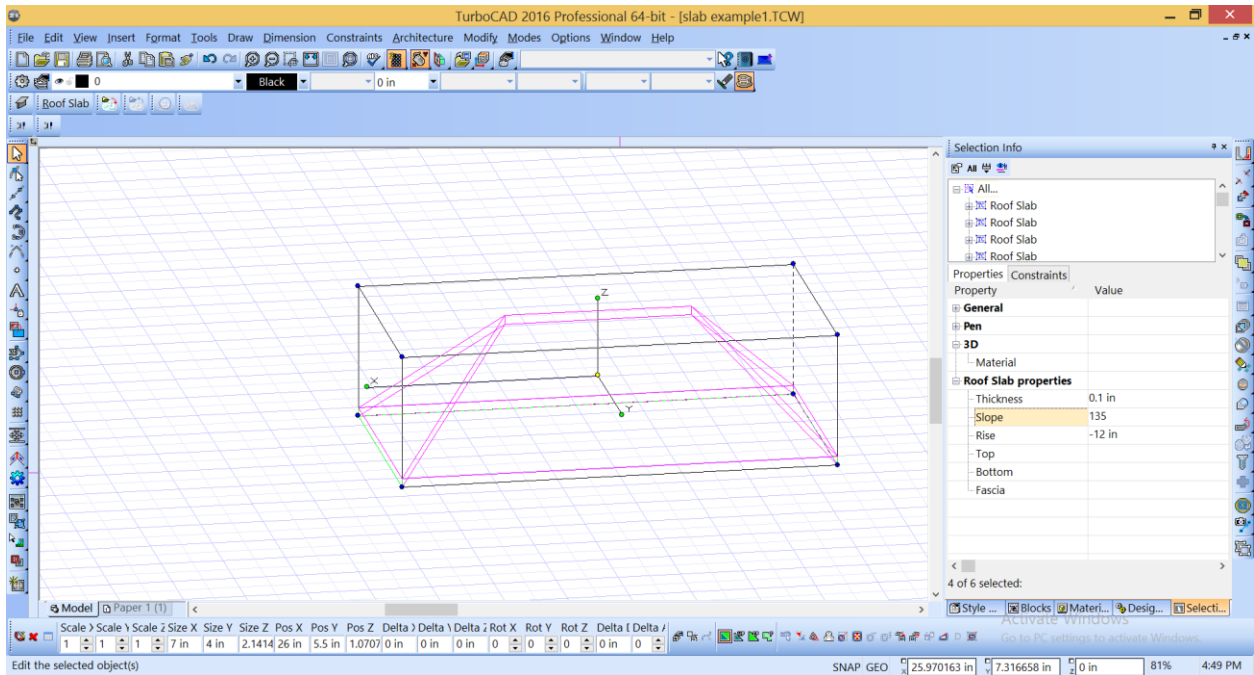 TurboCAD 2016 Professional 64-bit - [slab example1.TCW]
File Edit View Insert Format Tools Draw Dimension Constraints Architecture Modify Modes Options Window Help
0 Black 0 in
Roof Slab
Selection Info
All
All...
Roof Slab
Roof Slab
Roof Slab
Roof Slab
Properties Constraints
Property Value
General
Pen
3D
Material
Roof Slab properties
Thickness 0.1 in
Slope 135
Rise -12 in
Top
Bottom
Fascia
Z
X
Y
4 of 6 selected:
Model Paper 1 (1)
Style ... Blocks Materi... Desig... Selecti...
Activate Windows
Go to PC settings to activate Windows.
Scale Scale Scale Size X Size Y Size Z Pos X Pos Y Pos Z Delta Delta Delta Rot X Rot Y Rot Z Delta Delta
1 1 1 7 in 4 in 2.1414 26 in 5.5 in 1.0707 0 in 0 in 0 in 0 0 0 0 in 0
Edit the selected object(s)
SNAP GEO X 25.970163 in Y 7.316658 in Z 0 in 81% 4:49 PM